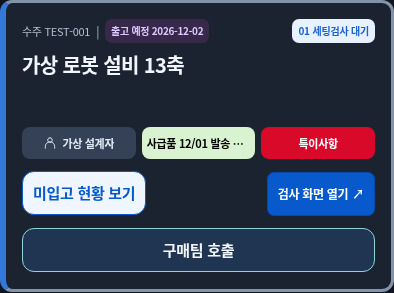 수주 TEST-001 | 출고 예정 2026-12-02
01 세팅검사 대기
가상 로봇 설비 13축
가상 설계자
사급품 12/01 발송 …
특이사항
미입고 현황 보기
검사 화면 열기 ↗
구매팀 호출